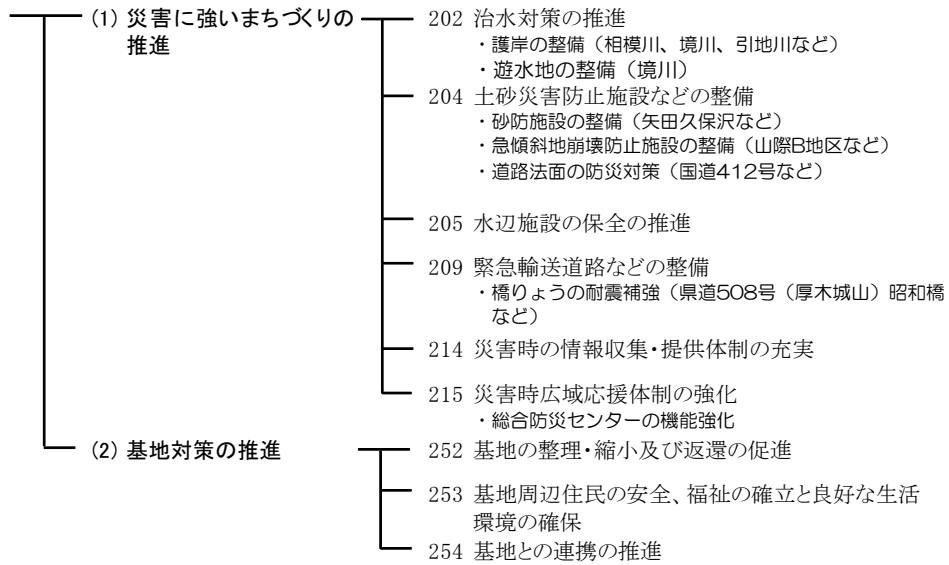 (1) 災害に強いまちづくりの
推進
202 治水対策の推進
・護岸の整備（相模川、境川、引地川など）
・遊水地の整備（境川）
204 土砂災害防止施設などの整備
・砂防施設の整備（矢田久保沢など）
・急傾斜地崩壊防止施設の整備（山際B地区など）
・道路法面の防災対策（国道412号など）
205 水辺施設の保全の推進
209 緊急輸送道路などの整備
・橋りょうの耐震補強（県道508号（厚木城山）昭和橋
など）
214 災害時の情報収集・提供体制の充実
215 災害時広域応援体制の強化
・総合防災センターの機能強化
(2) 基地対策の推進
252 基地の整理・縮小及び返還の促進
253 基地周辺住民の安全、福祉の確立と良好な生活
環境の確保
254 基地との連携の推進